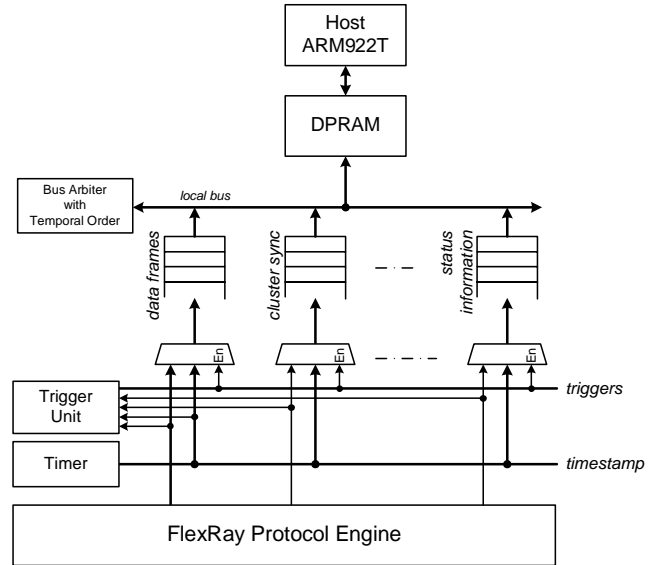 Host
ARM922T
DPRAM
Bus Arbiter
with
Temporal Order
local bus
data frames
cluster sync
status
information
En
En
En
Trigger
Unit
triggers
Timer
timestamp
FlexRay Protocol Engine